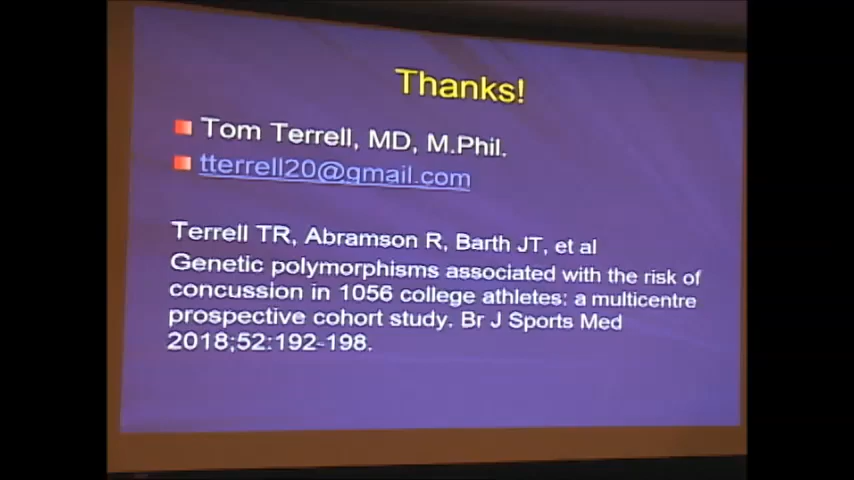 Thanks!
Tom Terrell, MD, M.Phil.
tterrell20@gmail.com
Terrell TR, Abramson R, Barth JT, et al
Genetic polymorphisms associated with the risk of
concussion in 1056 college athletes: a multicentre
prospective cohort study. Br J Sports Med
2018;52:192-198.